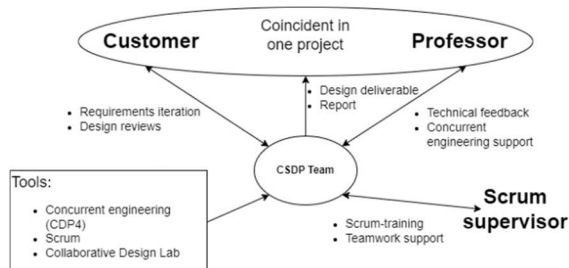 Customer
Coincident in
one project
Professor
• Requirements iteration
• Design reviews
• Design deliverable
• Report
• Technical feedback
• Concurrent
engineering support
CSDP Team
Tools:
• Concurrent engineering
(CDP4)
• Scrum
• Collaborative Design Lab
• Scrum-training
• Teamwork support
Scrum
supervisor